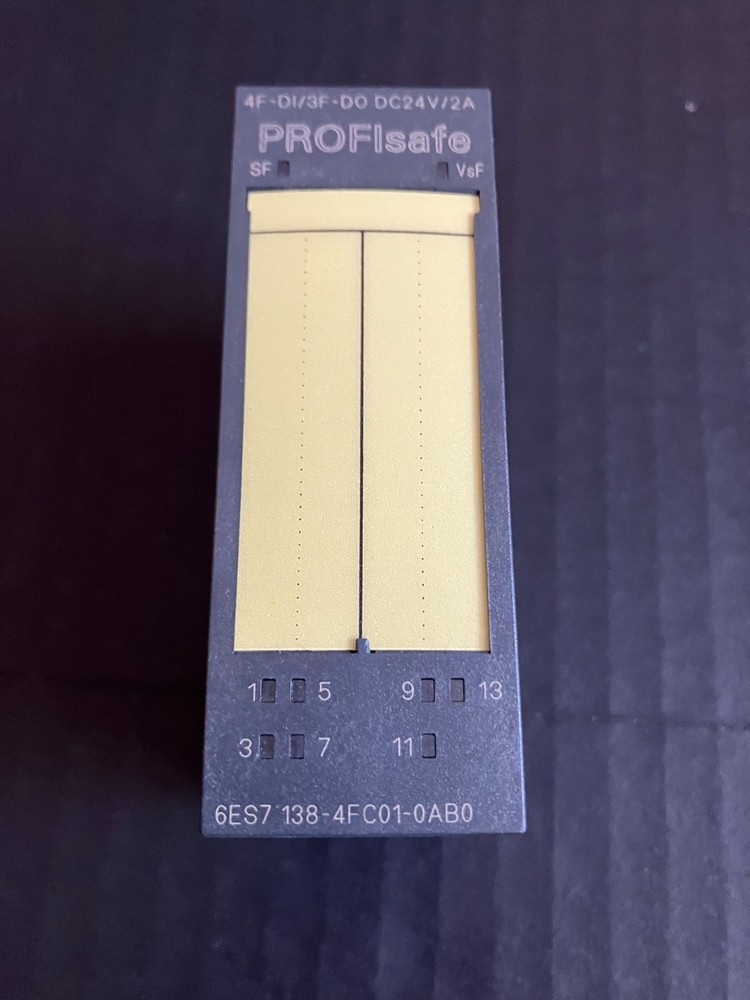 4F-DI/3F-DO DC24V/2A
PROFIsafe
SF VsF
1 5 9 13
3 7 11
6ES7 138-4FC01-0AB0